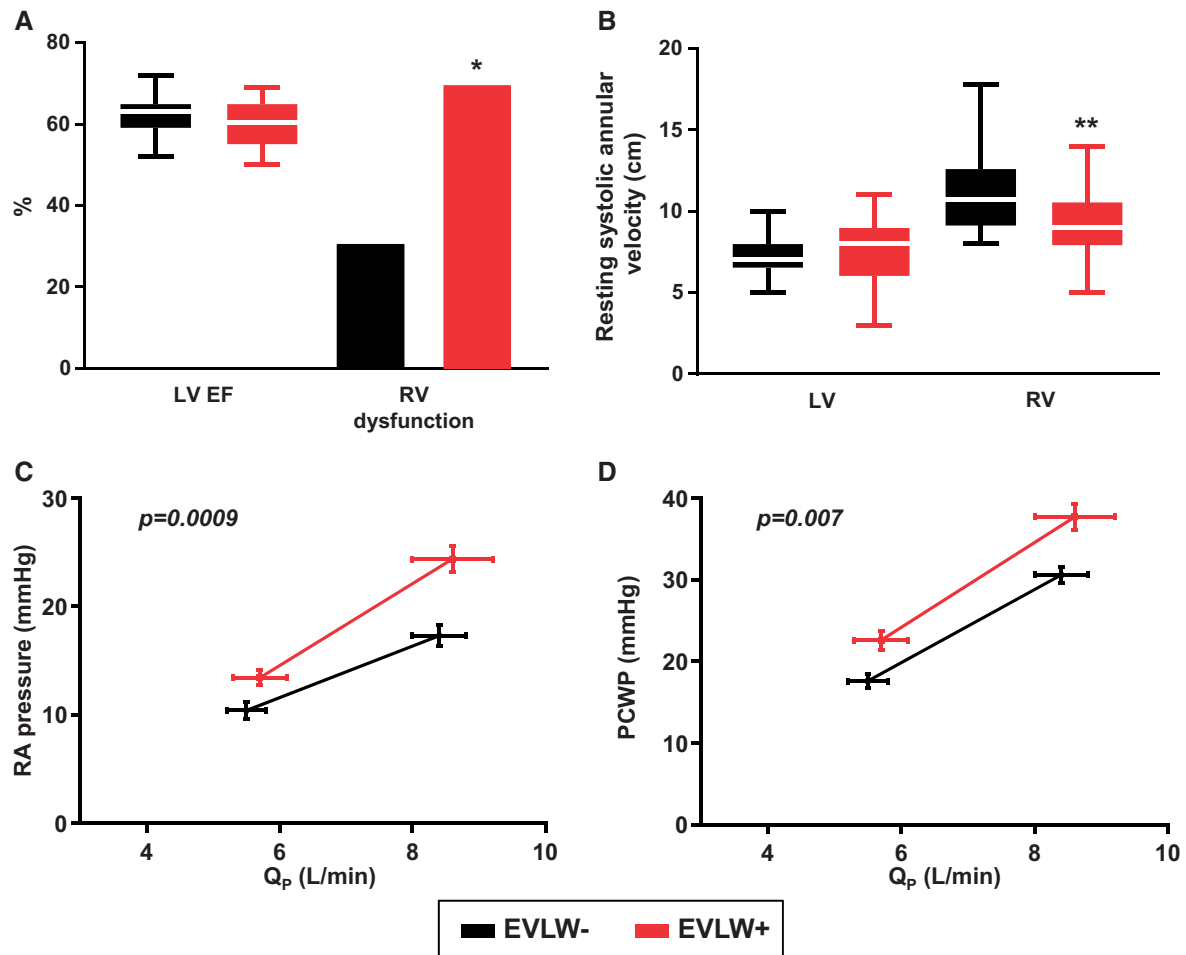 A
%
80
60
40
20
0
*
LV EF
RV
dysfunction
B
Resting systolic annular
velocity (cm)
20
15
10
5
0
**
LV
RV
C
RA pressure (mmHg)
30
20
10
0
p=0.0009
4
6
8
10
QP (L/min)
D
PCWP (mmHg)
40
30
20
10
0
p=0.007
4
6
8
10
QP (L/min)
EVLW-
EVLW+